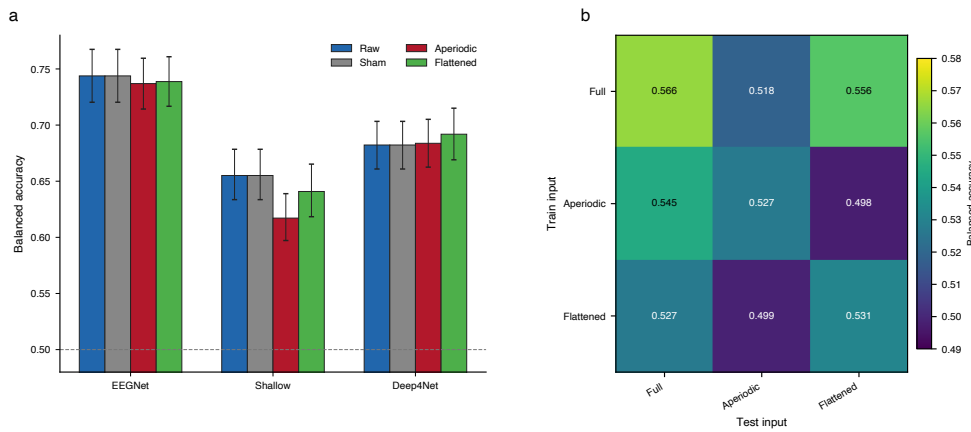 a
Balanced accuracy
0.75
0.70
0.65
0.60
0.55
0.50
Raw
Sham
Aperiodic
Flattened
EEGNet
Shallow
Deep4Net
b
Train input
Full
Aperiodic
Flattened
0.566 0.518 0.556
0.545 0.527 0.498
0.527 0.499 0.531
Full
Aperiodic
Flattened
Test input
0.58
0.57
0.56
0.55
0.54
0.53
0.52
0.51
0.50
0.49
Balanced accuracy